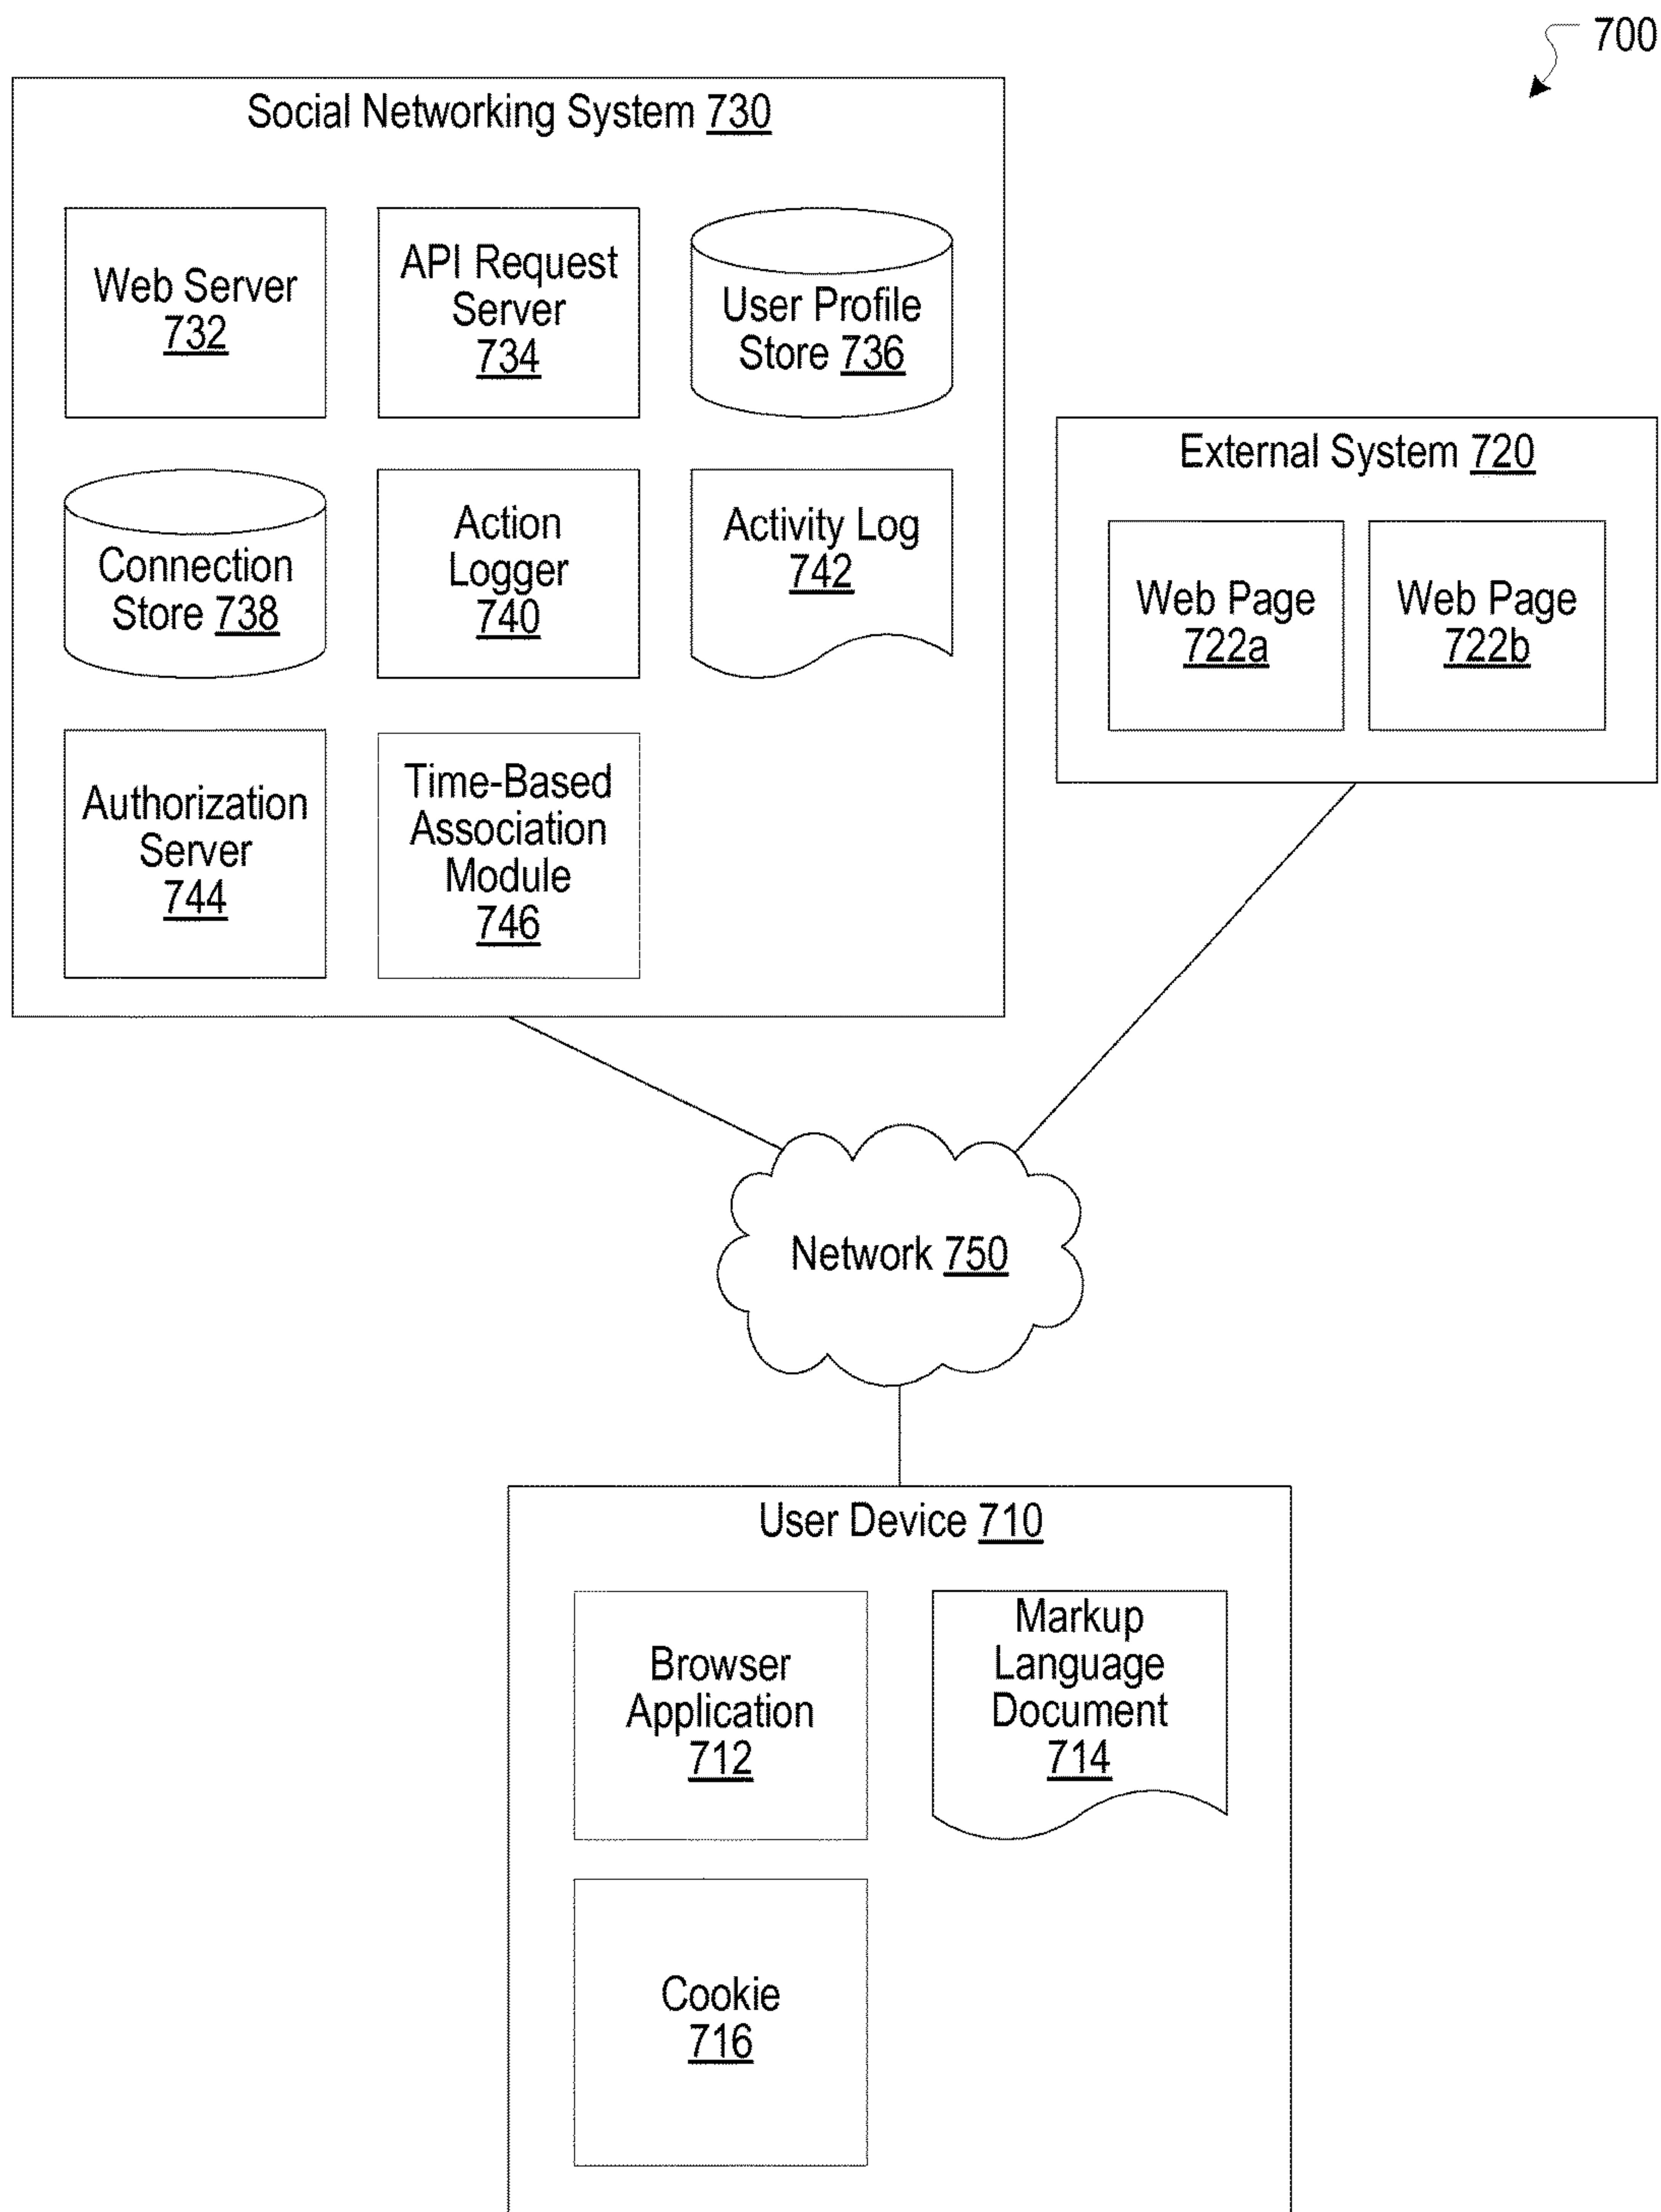 700
Social Networking System 730
Web Server
732
API Request
Server
734
User Profile
Store 736
Connection
Store 738
Action
Logger
740
Activity Log
742
Authorization
Server
744
Time-Based
Association
Module
746
External System 720
Web Page
722a
Web Page
722b
Network 750
User Device 710
Browser
Application
712
Markup
Language
Document
714
Cookie
716